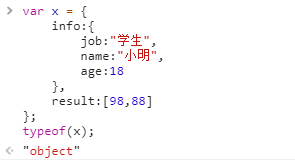 var x = {
    info:{
        job:"学生",
        name:"小明",
        age:18
    },
    result:[98,88]
};
typeof(x);
"object"